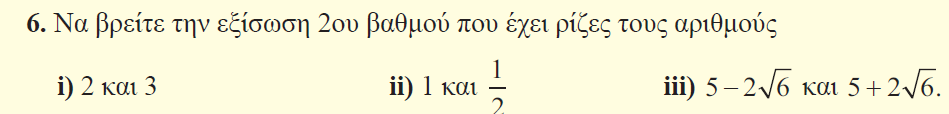 6. Να βρείτε την εξίσωση 2ου βαθμού που έχει ρίζες τους αριθμούς
i) 2 και 3 ii) 1 και 1/2 iii) 5 – 2√6 και 5 + 2√6.